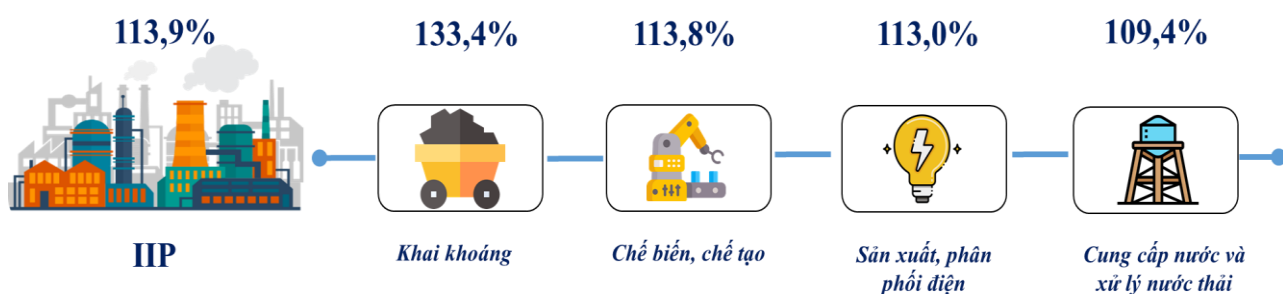 113,9%
133,4%
113,8%
113,0%
109,4%
IIP
Khai khoáng
Chế biến, chế tạo
Sản xuất, phân
phối điện
Cung cấp nước và
xử lý nước thải